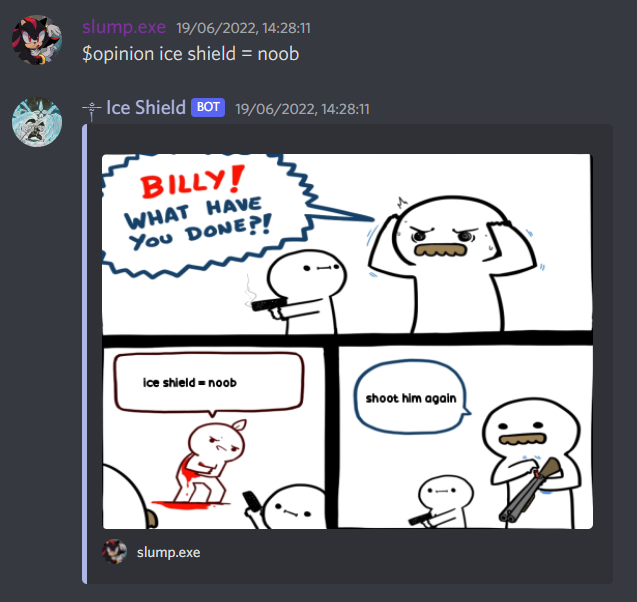 slump.exe 19/06/2022, 14:28:11
$opinion ice shield = noob
Ice Shield BOT 19/06/2022, 14:28:11
BILLY!
WHAT HAVE
YOU DONE?!
ice shield = noob
shoot him again
slump.exe